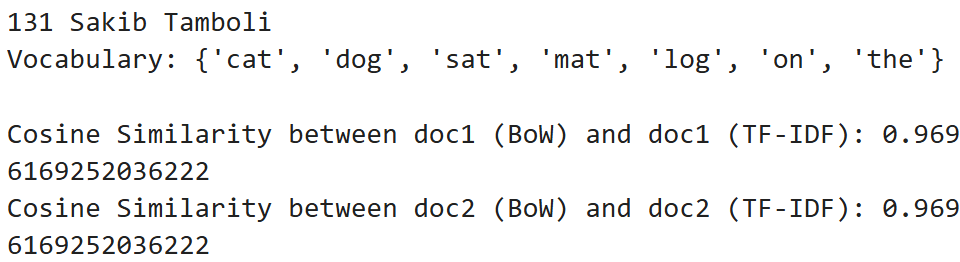 131 Sakib Tamboli
Vocabulary: {'cat', 'dog', 'sat', 'mat', 'log', 'on', 'the'}
Cosine Similarity between doc1 (BoW) and doc1 (TF-IDF): 0.969
6169252036222
Cosine Similarity between doc2 (BoW) and doc2 (TF-IDF): 0.969
6169252036222